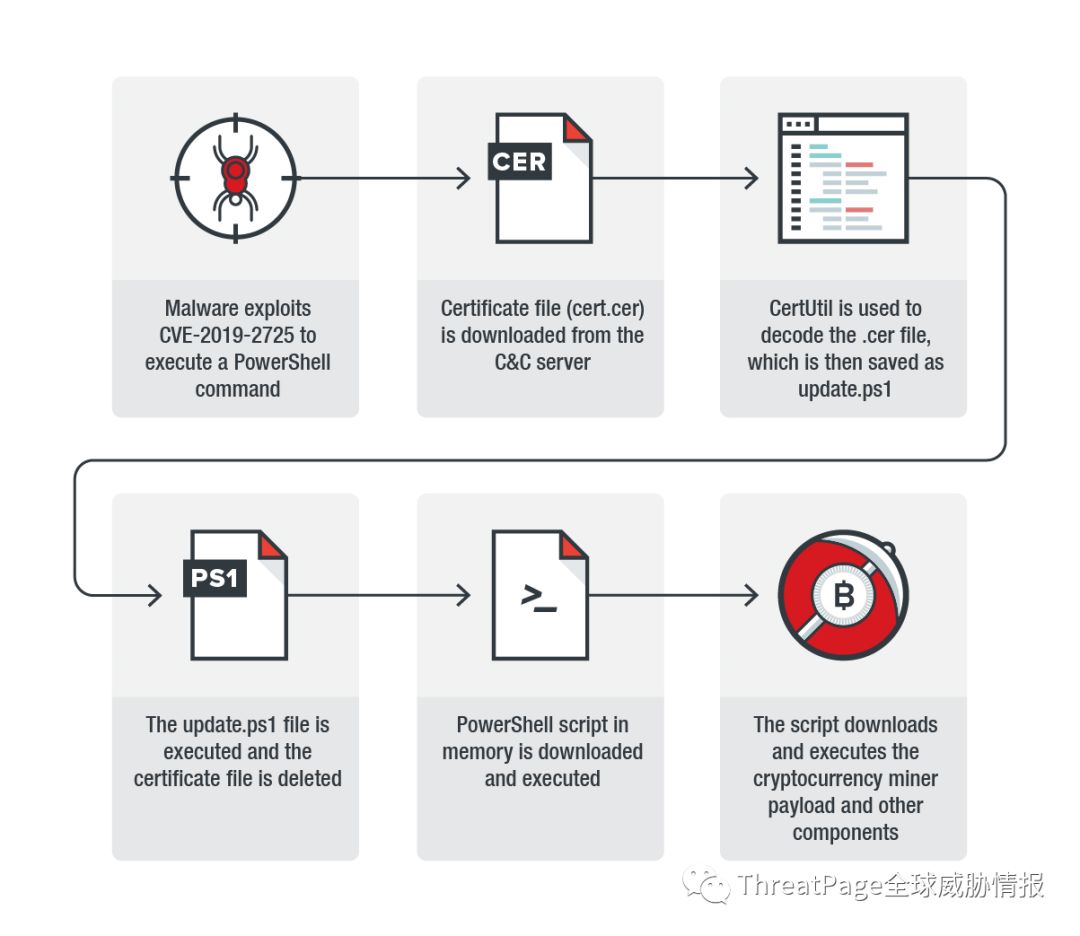 CER
Malware exploits
CVE-2019-2725 to
execute a PowerShell
command
Certificate file (cert.cer)
is downloaded from the
C&C server
CertUtil is used to
decode the .cer file,
which is then saved as
update.ps1
PS1
>_
₿
The update.ps1 file is
executed and the
certificate file is deleted
PowerShell script in
memory is downloaded
and executed
The script downloads
and executes the
cryptocurrency miner
payload and other
components
ThreatPage全球威胁情报